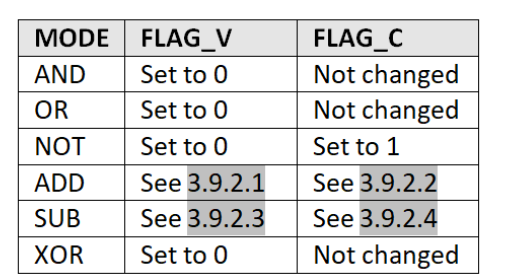 MODE FLAG_V FLAG_C
AND Set to 0 Not changed
OR Set to 0 Not changed
NOT Set to 0 Set to 1
ADD See 3.9.2.1 See 3.9.2.2
SUB See 3.9.2.3 See 3.9.2.4
XOR Set to 0 Not changed